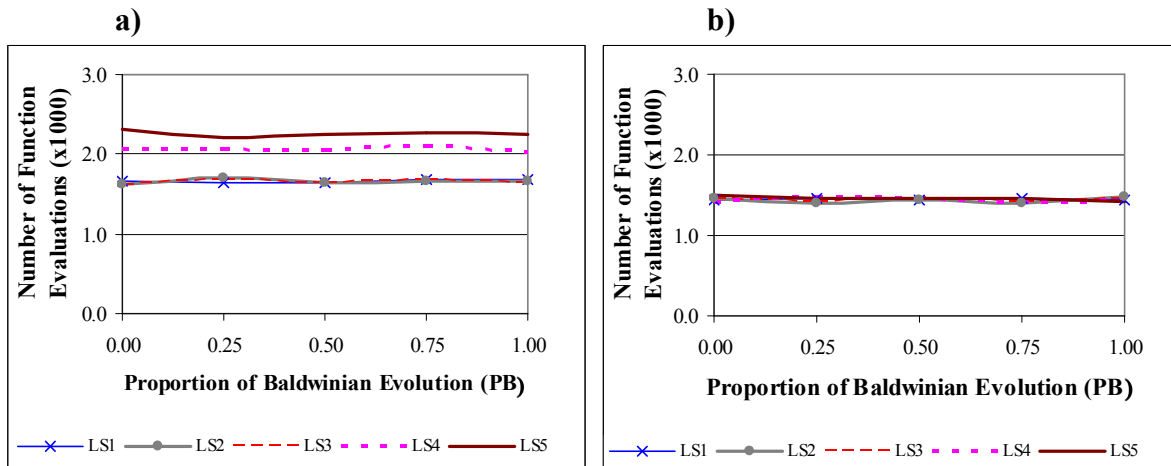 a)
Number of Function
Evaluations (x1000)
3.0
2.0
1.0
0.0
0.00 0.25 0.50 0.75 1.00
Proportion of Baldwinian Evolution (PB)
LS1 LS2 LS3 LS4 LS5
b)
Number of Function
Evaluations (x1000)
3.0
2.0
1.0
0.0
0.00 0.25 0.50 0.75 1.00
Proportion of Baldwinian Evolution (PB)
LS1 LS2 LS3 LS4 LS5